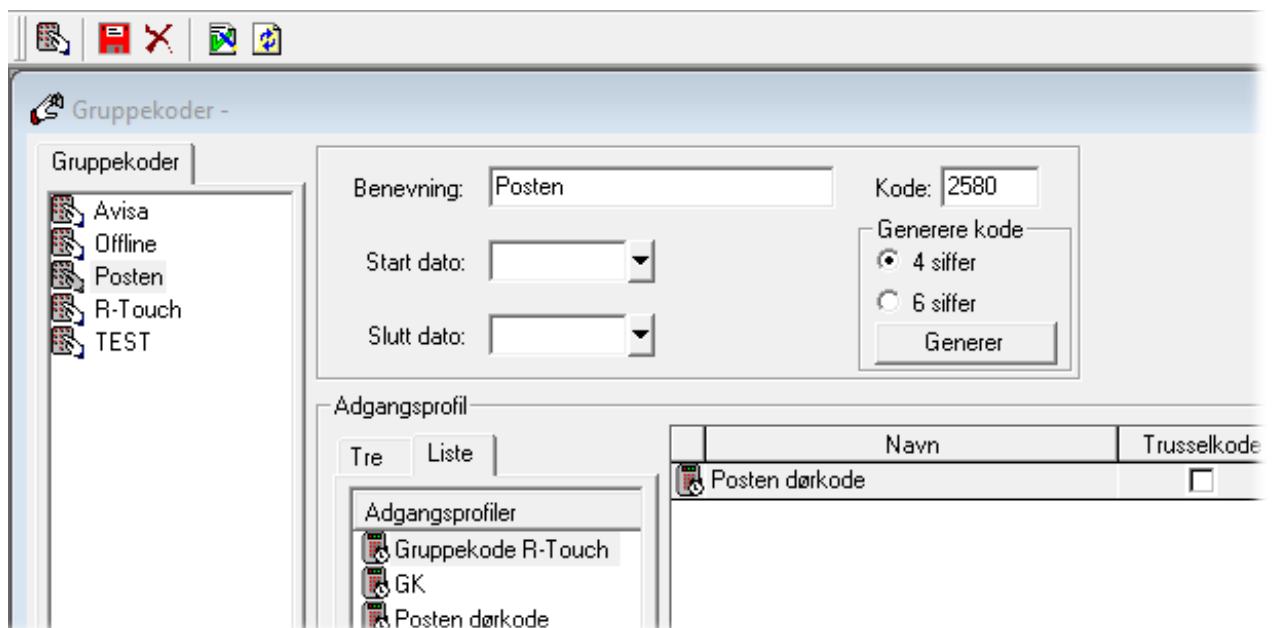 Gruppekoder -
Gruppekoder
Avisa
Offline
Posten
R-Touch
TEST
Benevning: Posten
Kode: 2580
Start dato:
Slutt dato:
Generere kode
4 siffer
6 siffer
Generer
Adgangsprofil
Tre Liste
Adgangsprofiler
Gruppekode R-Touch
GK
Posten dørkode
Navn Trusselkode
Posten dørkode